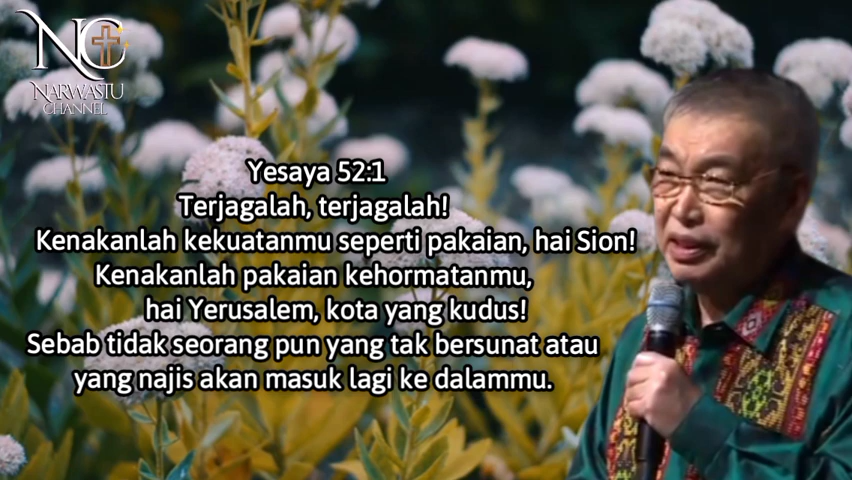 NC
NARWASTU
CHANNEL
Yesaya 52:1
Terjagalah, terjagalah!
Kenakanlah kekuatanmu seperti pakaian, hai Sion!
Kenakanlah pakaian kehormatanmu,
hai Yerusalem, kota yang kudus!
Sebab tidak seorang pun yang tak bersunat atau
yang najis akan masuk lagi ke dalammu.